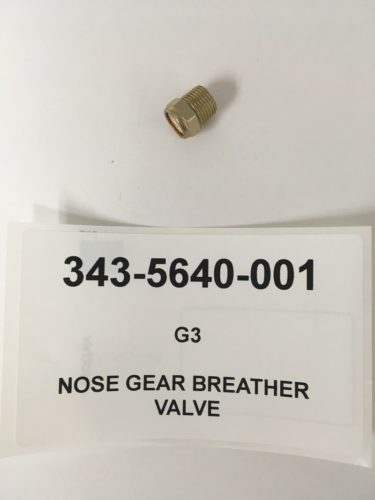 343-5640-001
G3
NOSE GEAR BREATHER
VALVE